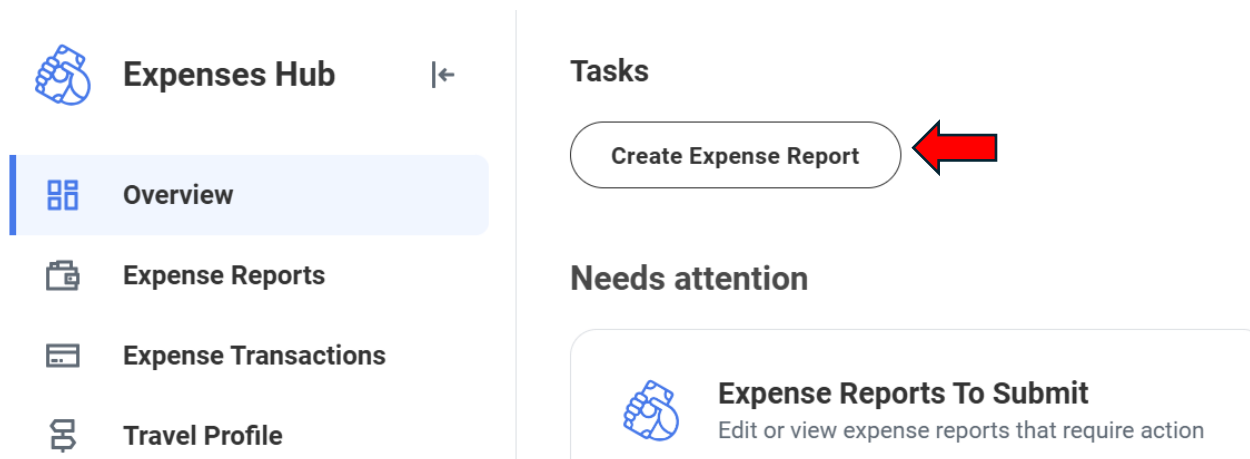 Expenses Hub
Overview
Expense Reports
Expense Transactions
Travel Profile
Tasks
Create Expense Report
Needs attention
Expense Reports To Submit
Edit or view expense reports that require action